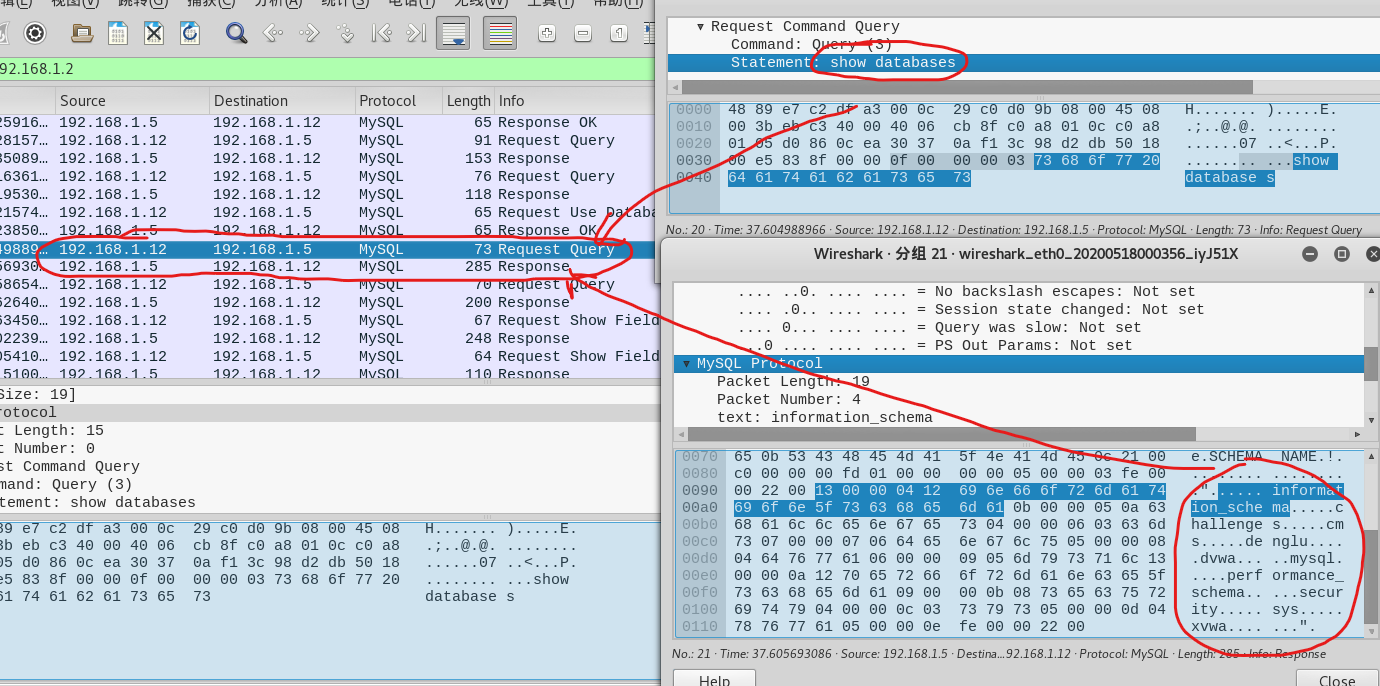 编辑(E) 视图(V) 跳转(G) 捕获(C) 分析(A) 统计(S) 电话(T) 无线(W) 工具(T) 帮助(H)
92.168.1.2
Source Destination Protocol Length Info
25916… 192.168.1.5 192.168.1.12 MySQL 65 Response OK
28157… 192.168.1.12 192.168.1.5 MySQL 91 Request Query
35089… 192.168.1.5 192.168.1.12 MySQL 153 Response
16361… 192.168.1.12 192.168.1.5 MySQL 76 Request Query
19530… 192.168.1.5 192.168.1.12 MySQL 118 Response
21574… 192.168.1.12 192.168.1.5 MySQL 65 Request Use Datab
23850… 192.168.1.5 192.168.1.12 MySQL 65 Response OK
49889… 192.168.1.12 192.168.1.5 MySQL 73 Request Query
56930… 192.168.1.5 192.168.1.12 MySQL 285 Response
58654… 192.168.1.12 192.168.1.5 MySQL 70 Request Query
62640… 192.168.1.5 192.168.1.12 MySQL 200 Response
63450… 192.168.1.12 192.168.1.5 MySQL 67 Request Show Field
02239… 192.168.1.5 192.168.1.12 MySQL 248 Response
05410… 192.168.1.12 192.168.1.5 MySQL 64 Request Show Field
15100… 192.168.1.5 192.168.1.12 MySQL 110 Response
Size: 19]
rotocol
t Length: 15
t Number: 0
st Command Query
mand: Query (3)
tement: show databases
89 e7 c2 df a3 00 0c 29 c0 d0 9b 08 00 45 08 H....... ).....E.
3b eb c3 40 00 40 06 cb 8f c0 a8 01 0c c0 a8 .;..@.@. ........
05 d0 86 0c ea 30 37 0a f1 3c 98 d2 db 50 18 ......07 ..<...P.
e5 83 8f 00 00 0f 00 00 00 03 73 68 6f 77 20 ........ ...show
61 74 61 62 61 73 65 73 database s
Request Command Query
Command: Query (3)
Statement: show databases
0000 48 89 e7 c2 df a3 00 0c 29 c0 d0 9b 08 00 45 08 H....... ).....E.
0010 00 3b eb c3 40 00 40 06 cb 8f c0 a8 01 0c c0 a8 .;..@.@. ........
0020 01 05 d0 86 0c ea 30 37 0a f1 3c 98 d2 db 50 18 ......07 ..<...P.
0030 00 e5 83 8f 00 00 0f 00 00 00 03 73 68 6f 77 20 ........ ...show
0040 64 61 74 61 62 61 73 65 73 database s
No.: 20 · Time: 37.604988966 · Source: 192.168.1.12 · Destination: 192.168.1.5 · Protocol: MySQL · Length: 73 · Info: Request Query
Wireshark · 分组 21 · wireshark_eth0_20200518000356_iyJ51X
.... ..0. .... .... = No backslash escapes: Not set
.... .0.. .... .... = Session state changed: Not set
.... 0... .... .... = Query was slow: Not set
...0 .... .... .... = PS Out Params: Not set
MySQL Protocol
Packet Length: 19
Packet Number: 4
text: information_schema
0070 65 0b 53 43 48 45 4d 41 5f 4e 41 4d 45 0c 21 00 e.SCHEMA _NAME.!.
0080 c0 00 00 00 fd 01 00 00 00 00 05 00 00 03 fe 00 ........ ........
0090 00 22 00 13 00 00 04 12 69 6e 66 6f 72 6d 61 74 ."...... informat
00a0 69 6f 6e 5f 73 63 68 65 6d 61 0b 00 00 05 0a 63 ion_sche ma.....c
00b0 68 61 6c 6c 65 6e 67 65 73 04 00 00 06 03 63 6d hallenge s.....cm
00c0 73 07 00 00 07 06 64 65 6e 67 6c 75 05 00 00 08 s.....de nglu....
00d0 04 64 76 77 61 06 00 00 09 05 6d 79 73 71 6c 13 .dvwa... ..mysql.
00e0 00 00 0a 12 70 65 72 66 6f 72 6d 61 6e 63 65 5f ....perf ormance_
00f0 73 63 68 65 6d 61 09 00 00 0b 08 73 65 63 75 72 schema.. ...secur
0100 69 74 79 04 00 00 0c 03 73 79 73 05 00 00 0d 04 ity..... sys.....
0110 78 76 77 61 05 00 00 0e fe 00 00 22 00 xvwa.... ...".
No.: 21 · Time: 37.605693086 · Source: 192.168.1.5 · Destina…92.168.1.12 · Protocol: MySQL · Length: 285 · Info: Response
Help Close